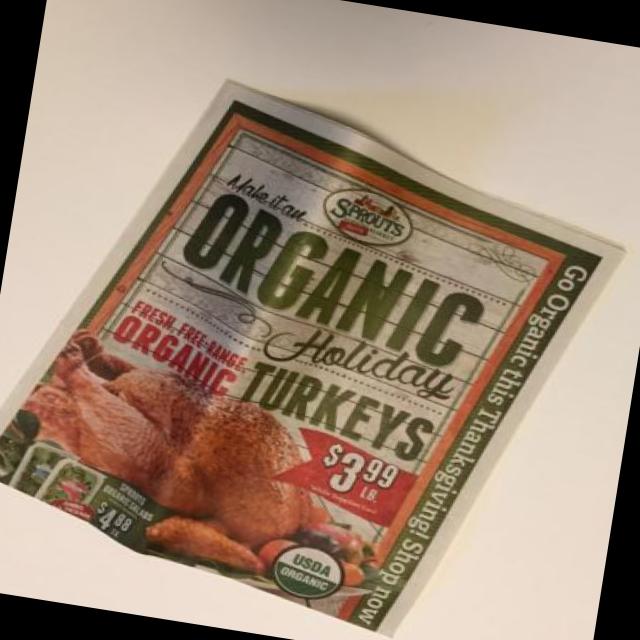 Make it an
SPROUTS
ORGANIC
Holiday
FRESH, FREE-RANGE
ORGANIC
TURKEYS
$3.99
LB.
$4.88
USDA
ORGANIC
Go Organic this Thanksgiving! Shop now